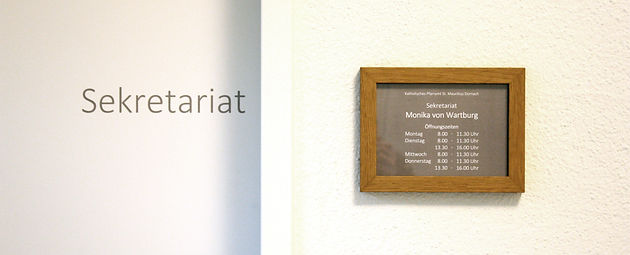 Sekretariat
Katholisches Pfarramt St. Mauritius Dornach
Sekretariat
Monika von Wartburg
Öffnungszeiten
Montag 8.00 - 11.30 Uhr
Dienstag 8.00 - 11.30 Uhr
13.30 - 16.00 Uhr
Mittwoch 8.00 - 11.30 Uhr
Donnerstag 8.00 - 11.30 Uhr
13.30 - 16.00 Uhr